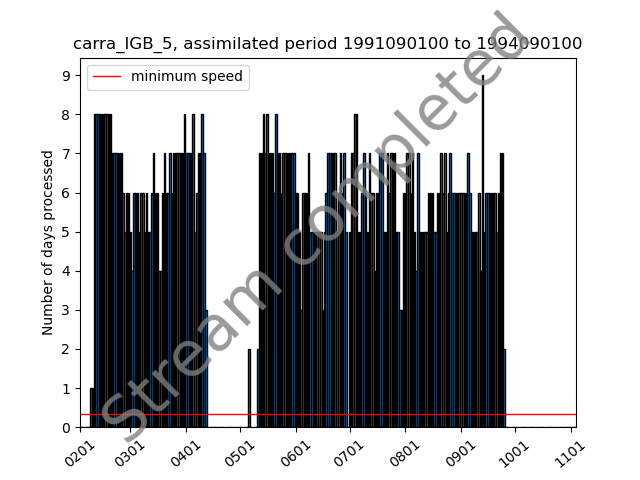 carra_IGB_5, assimilated period 1991090100 to 1994090100
minimum speed
Number of days processed
9
8
7
6
5
4
3
2
1
0
0201 0301 0401 0501 0601 0701 0801 0901 1001 1101
Stream completed